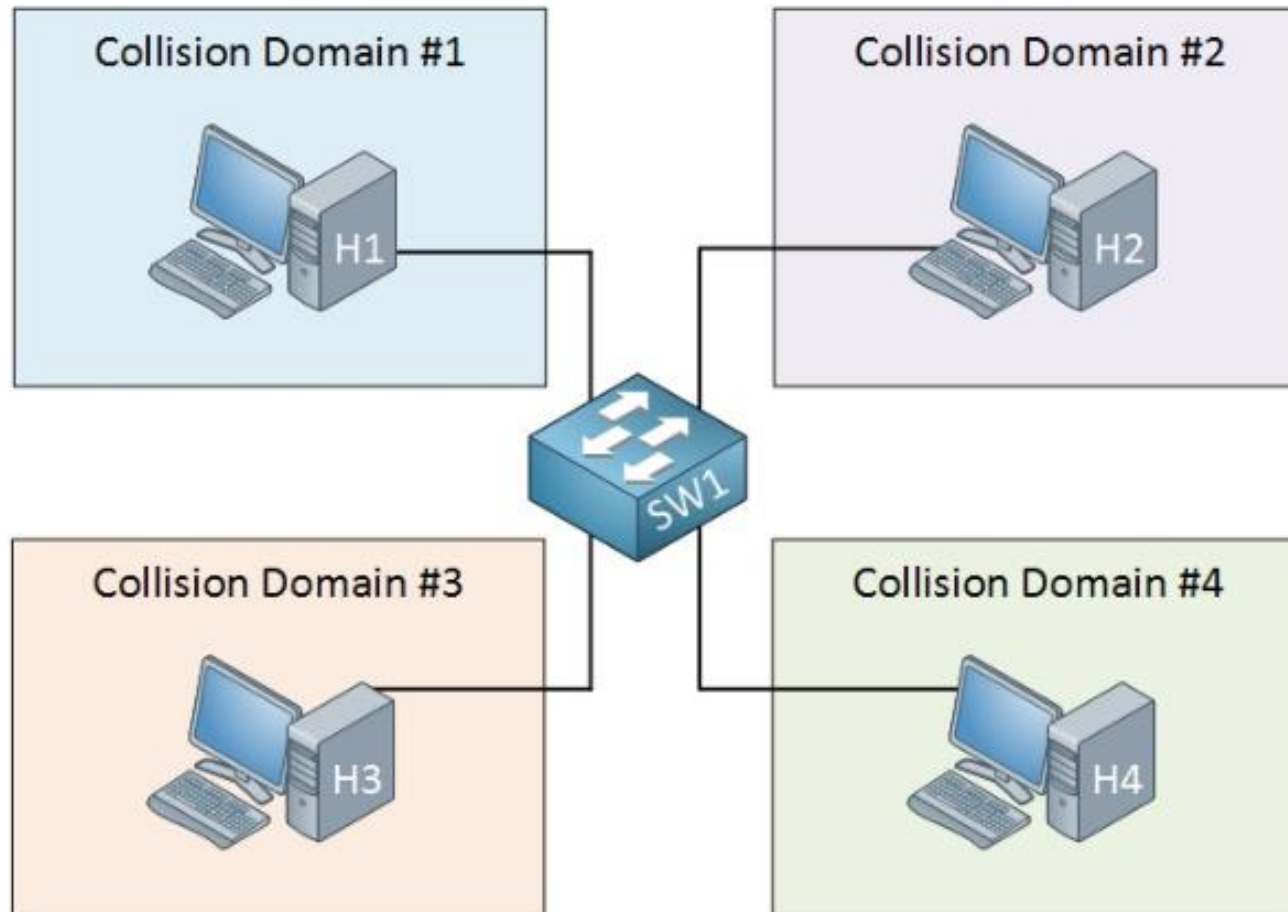 Collision Domain #1
Collision Domain #2
H1
H2
SW1
Collision Domain #3
Collision Domain #4
H3
H4